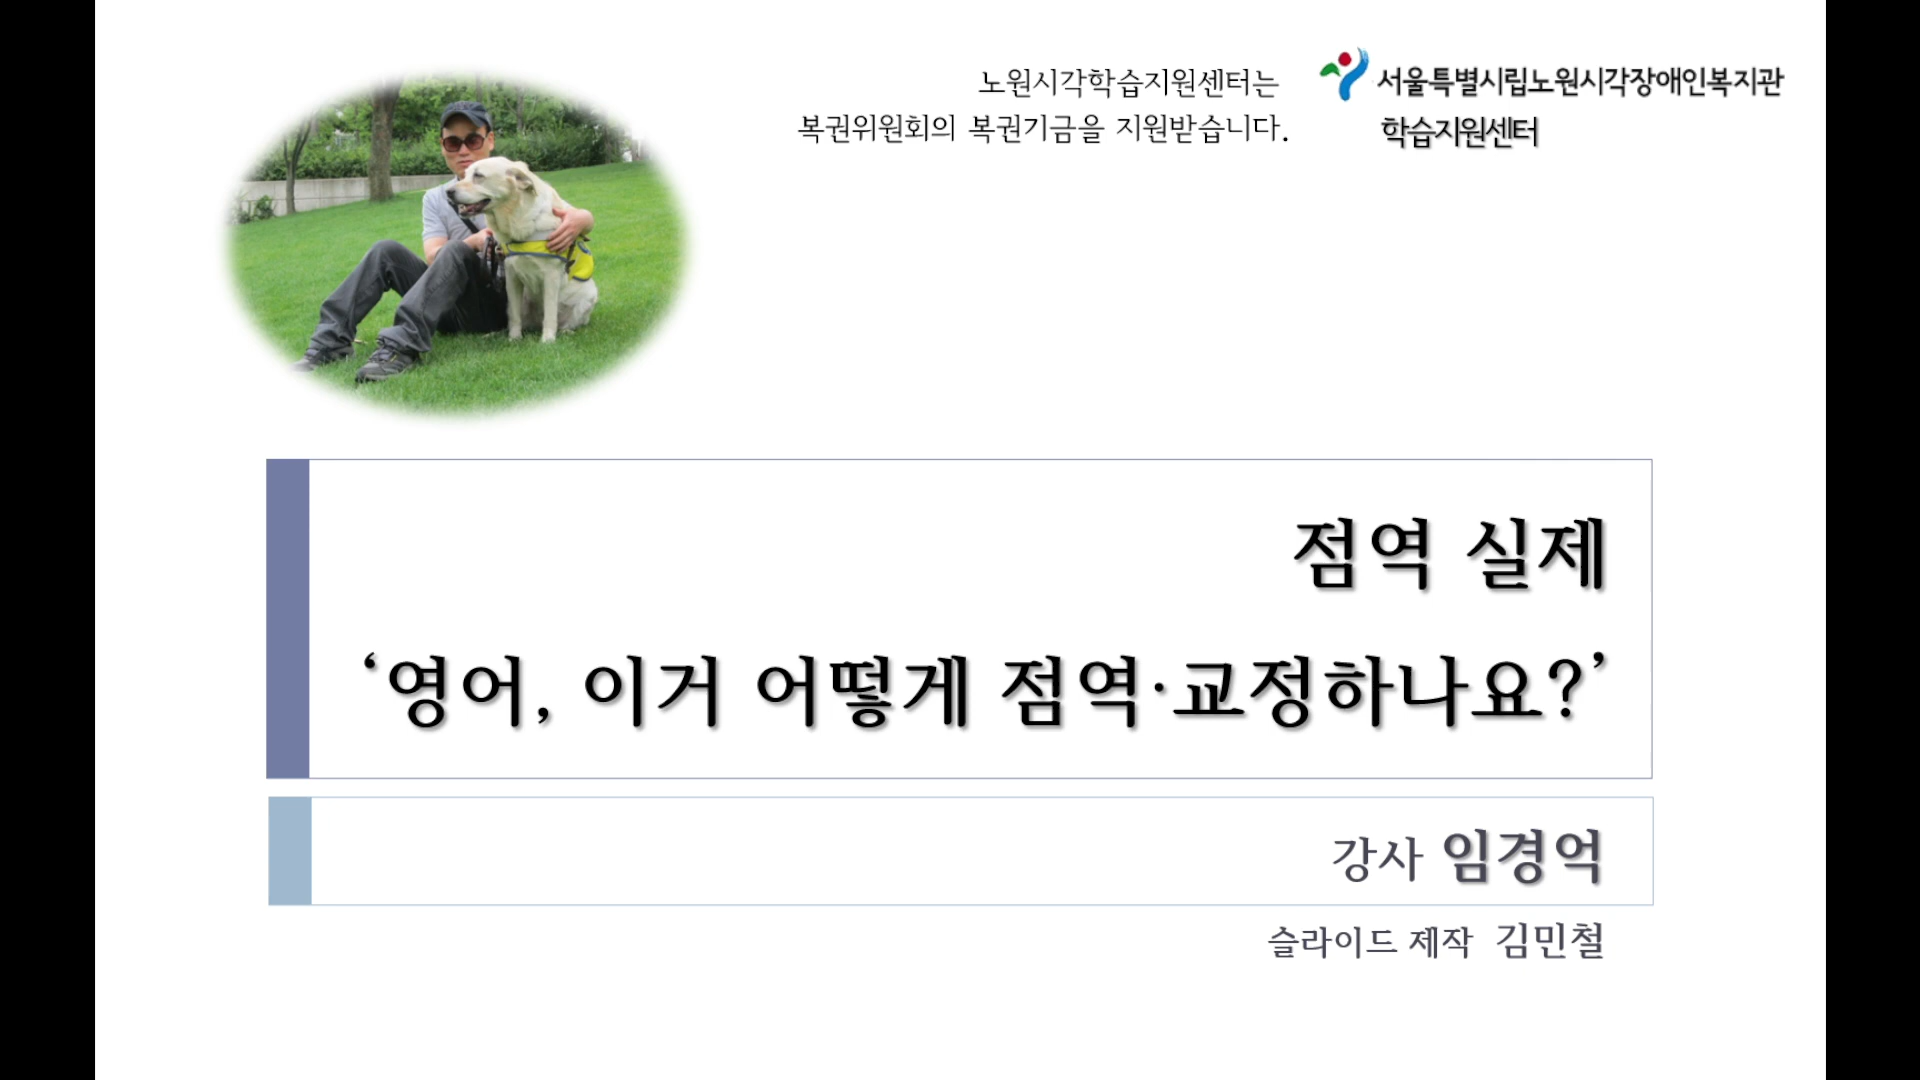 노원시각학습지원센터는
복권위원회의 복권기금을 지원받습니다.
서울특별시립노원시각장애인복지관
학습지원센터
점역 실제
‘영어, 이거 어떻게 점역·교정하나요?’
강사 임경억
슬라이드 제작 김민철